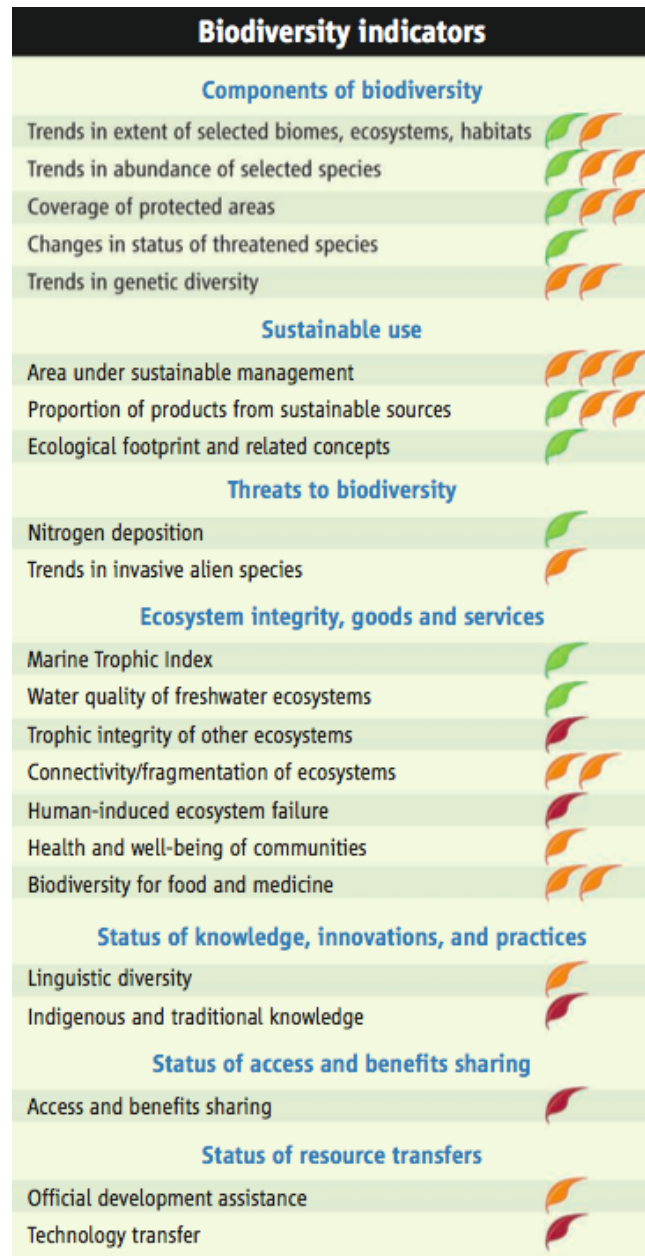 Biodiversity indicators
Components of biodiversity
Trends in extent of selected biomes, ecosystems, habitats
Trends in abundance of selected species
Coverage of protected areas
Changes in status of threatened species
Trends in genetic diversity
Sustainable use
Area under sustainable management
Proportion of products from sustainable sources
Ecological footprint and related concepts
Threats to biodiversity
Nitrogen deposition
Trends in invasive alien species
Ecosystem integrity, goods and services
Marine Trophic Index
Water quality of freshwater ecosystems
Trophic integrity of other ecosystems
Connectivity/fragmentation of ecosystems
Human-induced ecosystem failure
Health and well-being of communities
Biodiversity for food and medicine
Status of knowledge, innovations, and practices
Linguistic diversity
Indigenous and traditional knowledge
Status of access and benefits sharing
Access and benefits sharing
Status of resource transfers
Official development assistance
Technology transfer